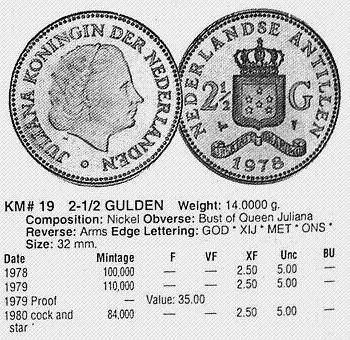 JULIANA KONINGIN DER NEDERLANDEN
NEDERLANDSE ANTILLEN
2½ G
1978
KM# 19 2-1/2 GULDEN Weight: 14.0000 g.
Composition: Nickel Obverse: Bust of Queen Juliana
Reverse: Arms Edge Lettering: GOD * XIJ * MET * ONS *
Size: 32 mm.
Date Mintage F VF XF Unc BU
1978 100,000 — — 2.50 5.00 —
1979 110,000 — — 2.50 5.00 —
1979 Proof — Value: 35.00
1980 cock and 84,000 — — 2.50 5.00 —
star